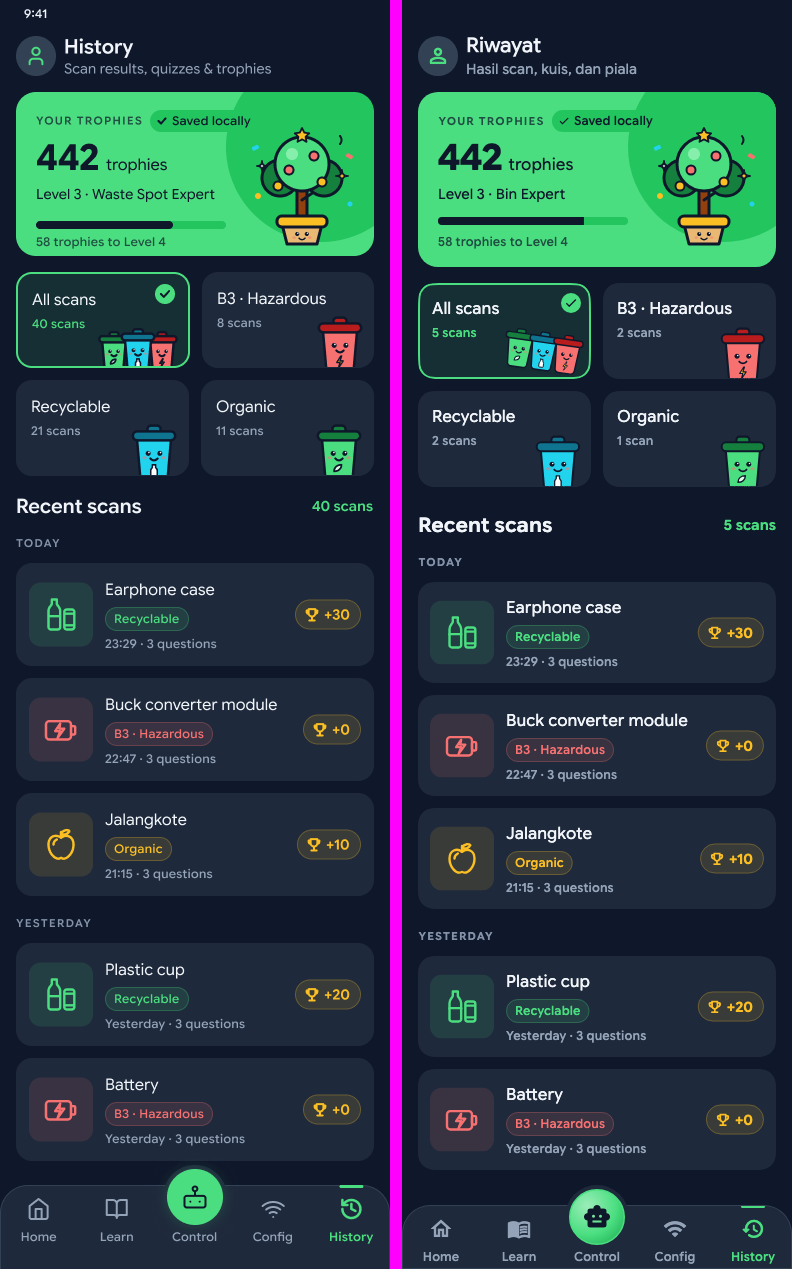 9:41
History
Scan results, quizzes & trophies
YOUR TROPHIES
Saved locally
442 trophies
Level 3 · Waste Spot Expert
58 trophies to Level 4
All scans
40 scans
B3 · Hazardous
8 scans
Recyclable
21 scans
Organic
11 scans
Recent scans
40 scans
TODAY
Earphone case
Recyclable
23:29 · 3 questions
+30
Buck converter module
B3 · Hazardous
22:47 · 3 questions
+0
Jalangkote
Organic
21:15 · 3 questions
+10
YESTERDAY
Plastic cup
Recyclable
Yesterday · 3 questions
+20
Battery
B3 · Hazardous
Yesterday · 3 questions
+0
Home
Learn
Control
Config
History
Riwayat
Hasil scan, kuis, dan piala
YOUR TROPHIES
Saved locally
442 trophies
Level 3 · Bin Expert
58 trophies to Level 4
All scans
5 scans
B3 · Hazardous
2 scans
Recyclable
2 scans
Organic
1 scan
Recent scans
5 scans
TODAY
Earphone case
Recyclable
23:29 · 3 questions
+30
Buck converter module
B3 · Hazardous
22:47 · 3 questions
+0
Jalangkote
Organic
21:15 · 3 questions
+10
YESTERDAY
Plastic cup
Recyclable
Yesterday · 3 questions
+20
Battery
B3 · Hazardous
Yesterday · 3 questions
+0
Home
Learn
Control
Config
History